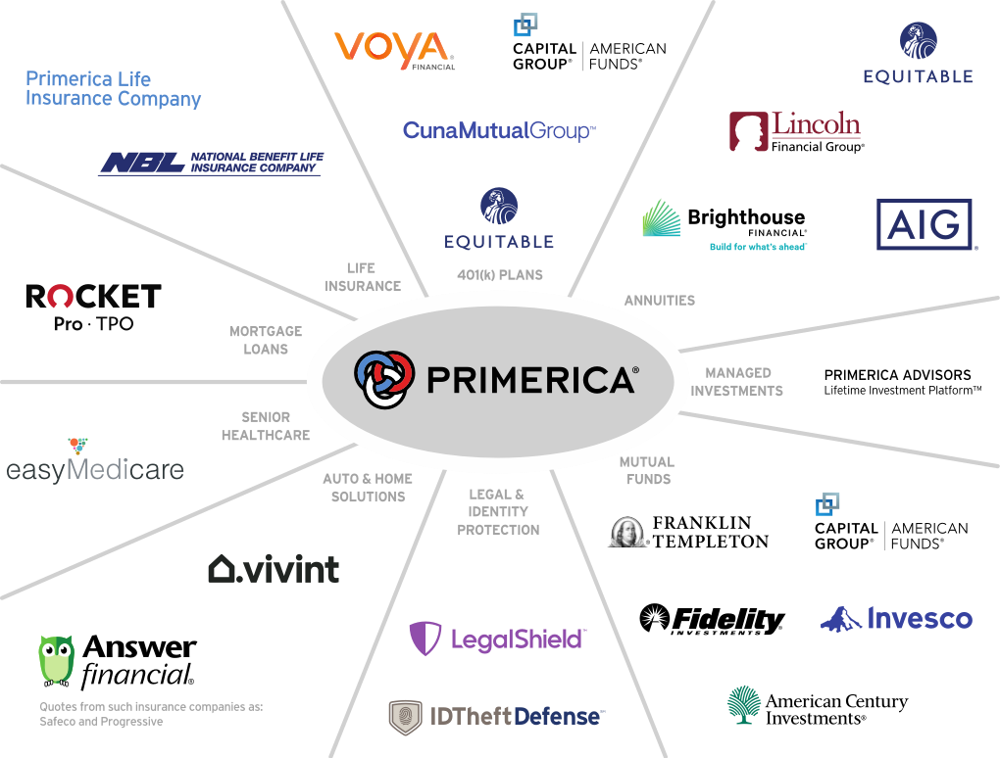 VOYA®
FINANCIAL
CAPITAL GROUP® | AMERICAN FUNDS®
CunaMutualGroup™
EQUITABLE
401(k) PLANS
EQUITABLE
Lincoln
Financial Group®
Brighthouse
FINANCIAL®
Build for what's ahead℠
AIG®
ANNUITIES
Primerica Life
Insurance Company
NBL NATIONAL BENEFIT LIFE
INSURANCE COMPANY
LIFE
INSURANCE
ROCKET
Pro · TPO
MORTGAGE
LOANS
PRIMERICA®
MANAGED
INVESTMENTS
PRIMERICA ADVISORS
Lifetime Investment Platform™
SENIOR
HEALTHCARE
easyMedicare
AUTO & HOME
SOLUTIONS
vivint
Answer
financial®
Quotes from such insurance companies as:
Safeco and Progressive
LEGAL &
IDENTITY
PROTECTION
LegalShield™
IDTheftDefense℠
MUTUAL
FUNDS
FRANKLIN
TEMPLETON
CAPITAL GROUP® | AMERICAN FUNDS®
Fidelity®
INVESTMENTS
Invesco
American Century
Investments®